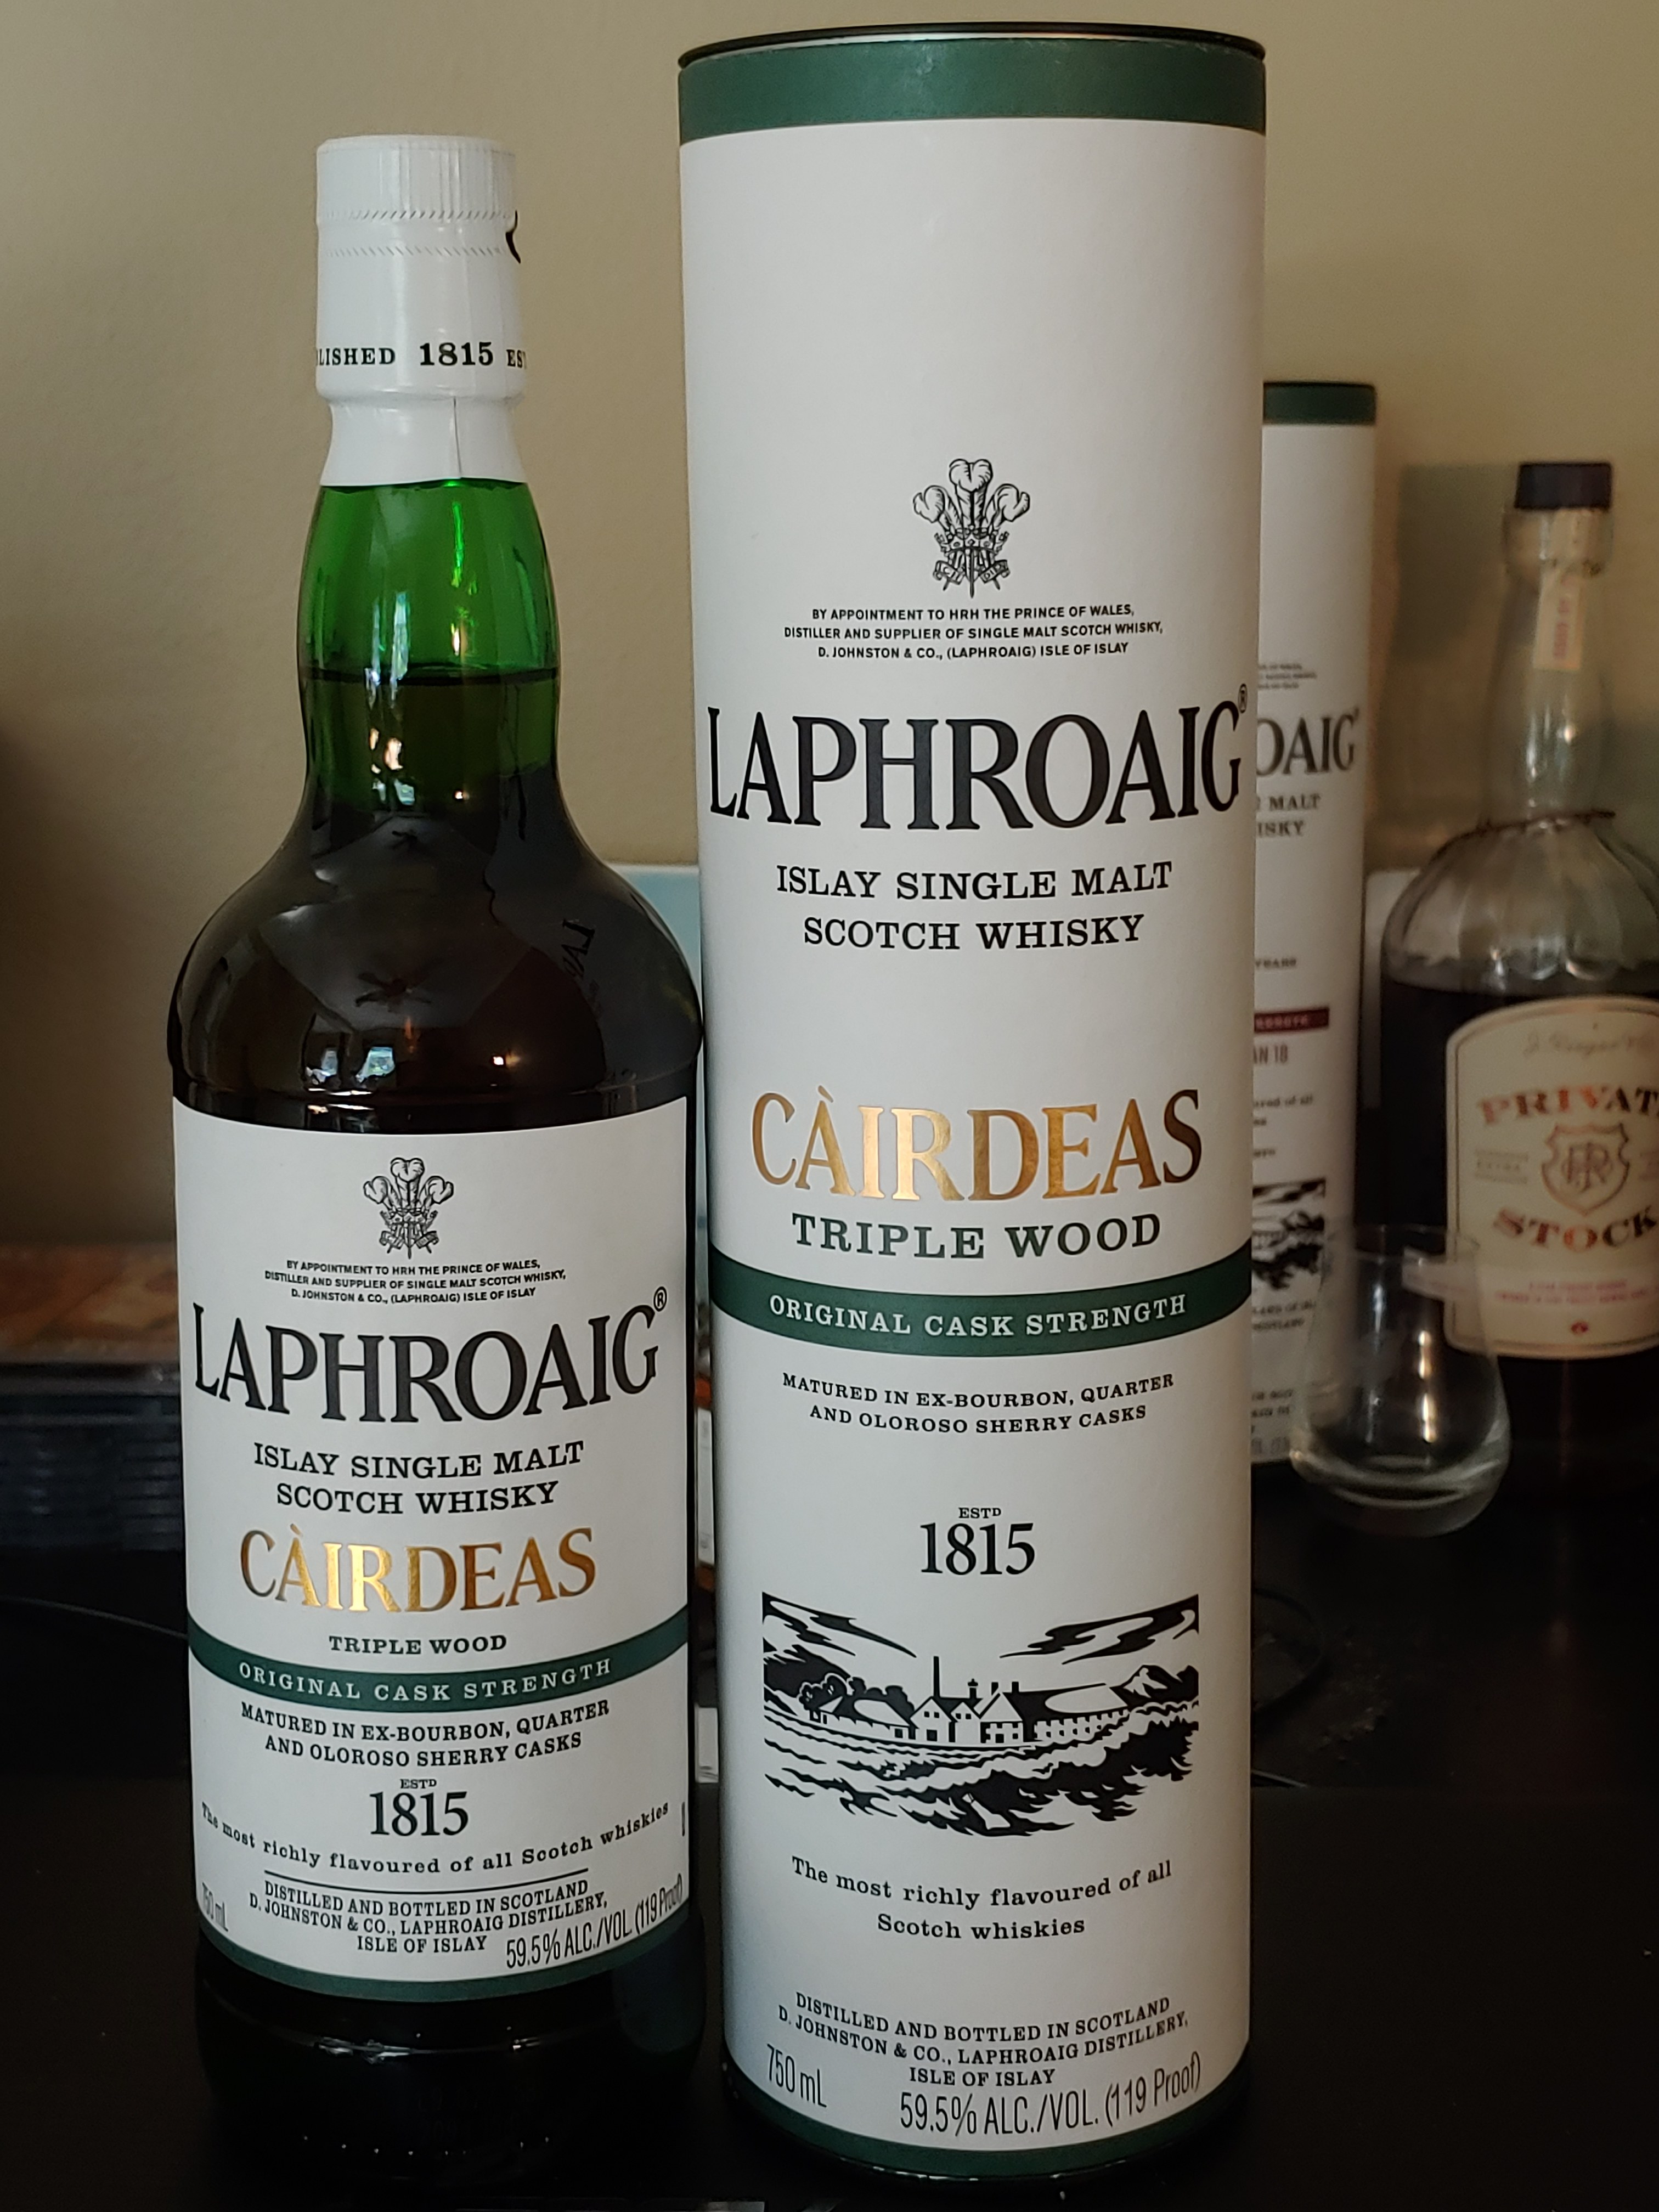 LISHED 1815 ES
BY APPOINTMENT TO HRH THE PRINCE OF WALES,
DISTILLER AND SUPPLIER OF SINGLE MALT SCOTCH WHISKY,
D. JOHNSTON & CO., (LAPHROAIG) ISLE OF ISLAY
LAPHROAIG®
ISLAY SINGLE MALT
SCOTCH WHISKY
CÀIRDEAS
TRIPLE WOOD
ORIGINAL CASK STRENGTH
MATURED IN EX-BOURBON, QUARTER
AND OLOROSO SHERRY CASKS
ESTD
1815
The most richly flavoured of all Scotch whiskies
DISTILLED AND BOTTLED IN SCOTLAND
D. JOHNSTON & CO., LAPHROAIG DISTILLERY,
ISLE OF ISLAY
750 mL
59.5% ALC./VOL. (119 Proof)
BY APPOINTMENT TO HRH THE PRINCE OF WALES,
DISTILLER AND SUPPLIER OF SINGLE MALT SCOTCH WHISKY,
D. JOHNSTON & CO., (LAPHROAIG) ISLE OF ISLAY
LAPHROAIG®
ISLAY SINGLE MALT
SCOTCH WHISKY
CÀIRDEAS
TRIPLE WOOD
ORIGINAL CASK STRENGTH
MATURED IN EX-BOURBON, QUARTER
AND OLOROSO SHERRY CASKS
ESTD
1815
The most richly flavoured of all
Scotch whiskies
DISTILLED AND BOTTLED IN SCOTLAND
D. JOHNSTON & CO., LAPHROAIG DISTILLERY,
ISLE OF ISLAY
750 mL
59.5% ALC./VOL. (119 Proof)
OAIG
MALT
ISKY
YEARS
AN 18
PRIVAT
STOCK